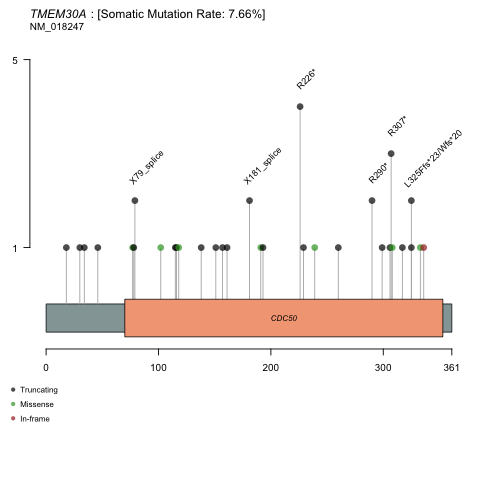 TMEM30A : [Somatic Mutation Rate: 7.66%]
NM_018247
5
R226*
R307*
X79_splice
X181_splice
R290*
L325Ffs*23/Wfs*20
1
CDC50
0 100 200 300 361
Truncating
Missense
In-frame